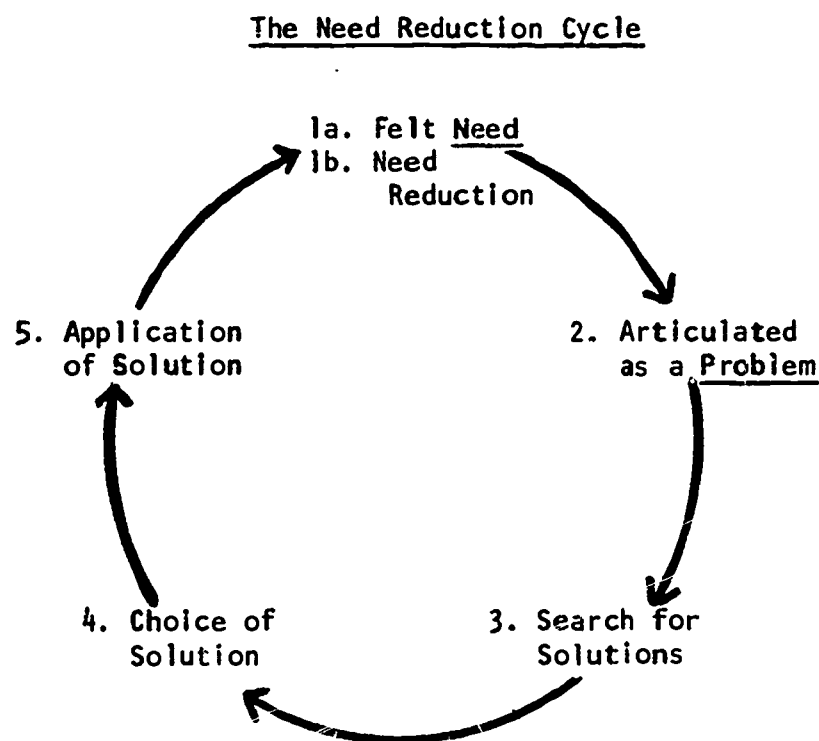 The Need Reduction Cycle
1a. Felt Need
1b. Need
Reduction
2. Articulated
as a Problem
3. Search for
Solutions
4. Choice of
Solution
5. Application
of Solution